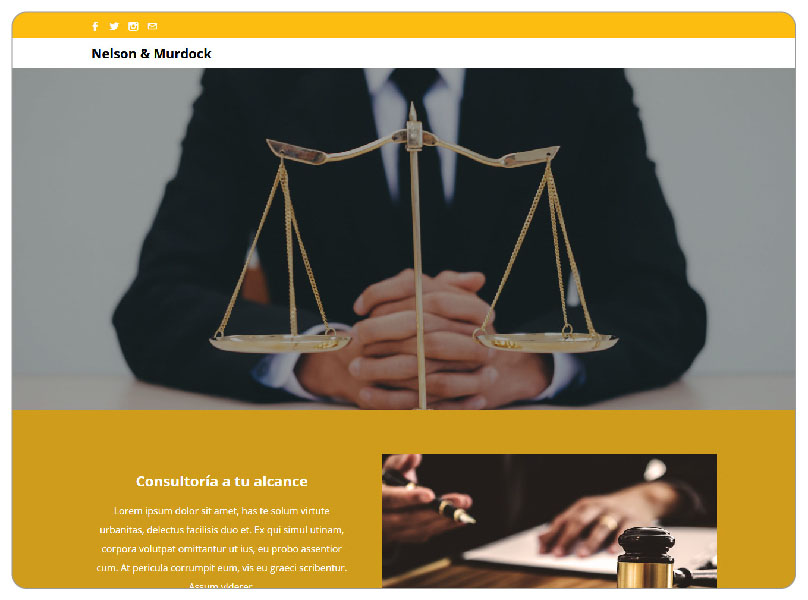 Nelson & Murdock
Consultoría a tu alcance
Lorem ipsum dolor sit amet, has te solum virtute
urbanitas, delectus facilisis duo et. Ex qui simul utinam,
corpora volutpat omittantur ut ius, eu probo assentior
cum. At pericula corrumpit eum, vis eu graeci scribentur.
Assum viderer